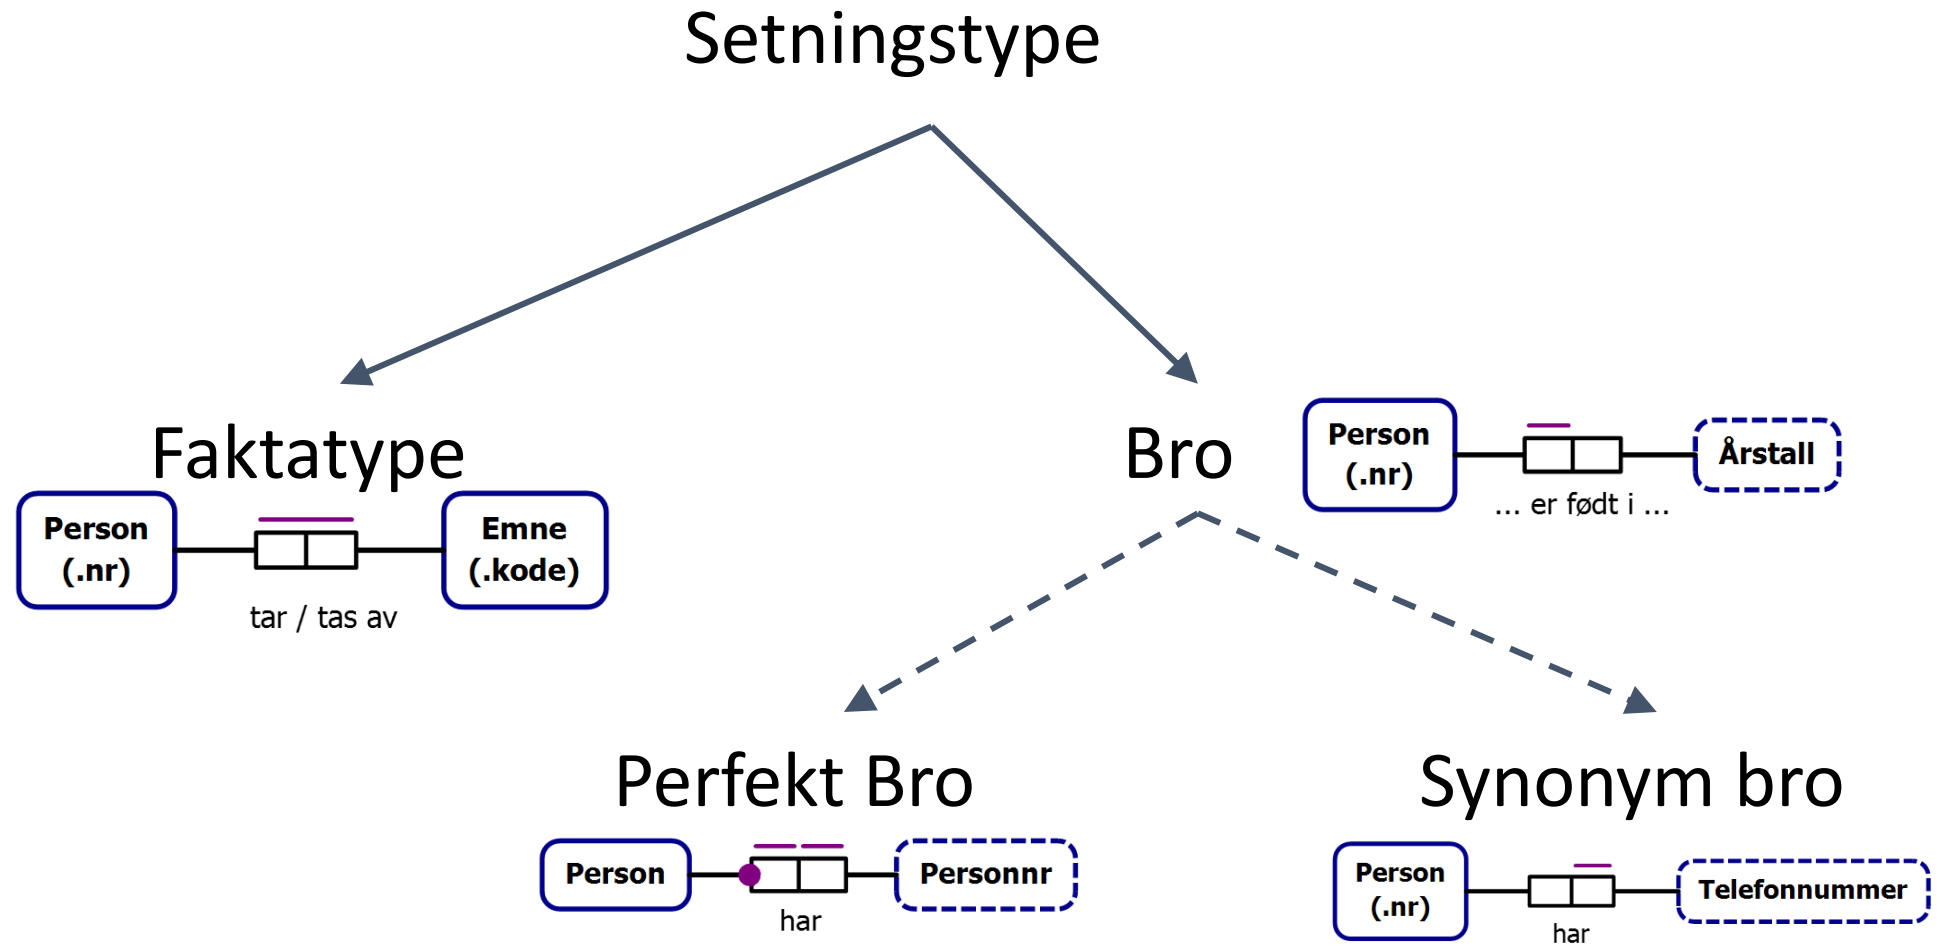 Setningstype
Faktatype
Person
(.nr)
tar / tas av
Emne
(.kode)
Bro
Person
(.nr)
... er født i ...
Årstall
Perfekt Bro
Person
har
Personnr
Synonym bro
Person
(.nr)
har
Telefonnummer